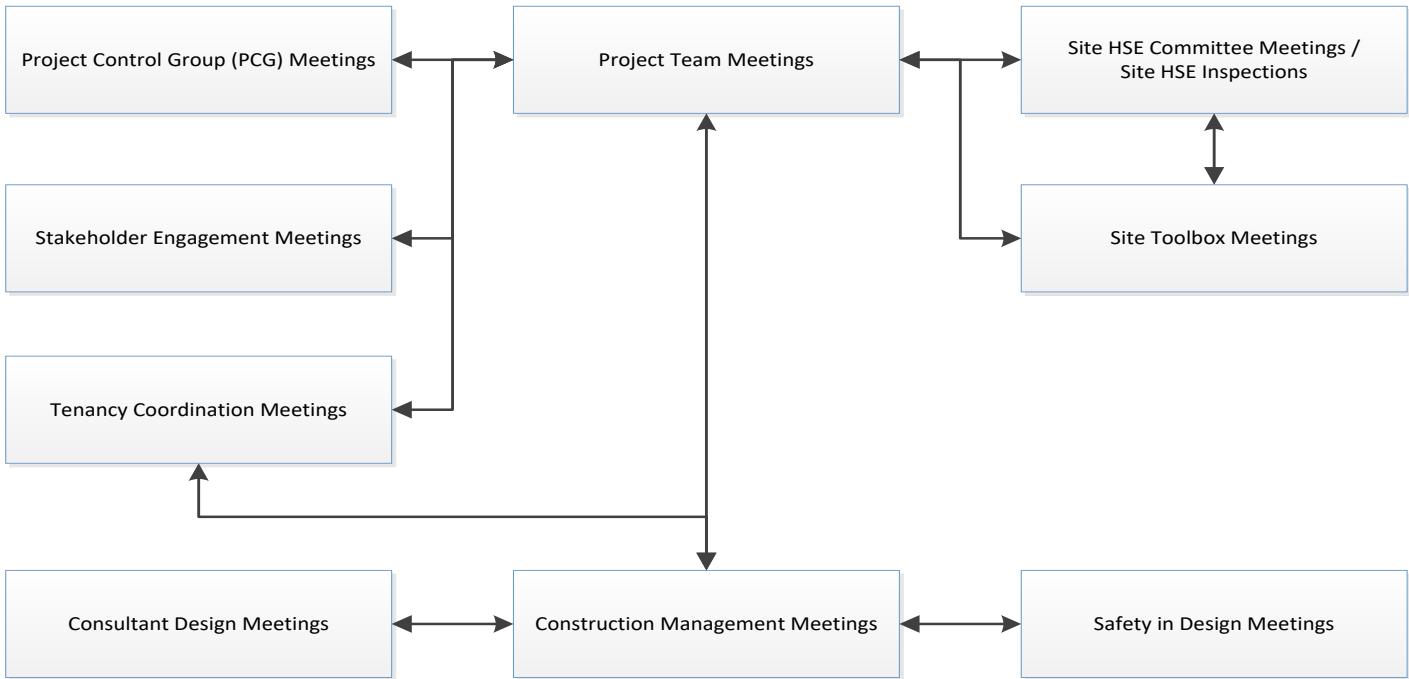 Project Control Group (PCG) Meetings
Project Team Meetings
Site HSE Committee Meetings /
Site HSE Inspections
Stakeholder Engagement Meetings
Site Toolbox Meetings
Tenancy Coordination Meetings
Consultant Design Meetings
Construction Management Meetings
Safety in Design Meetings